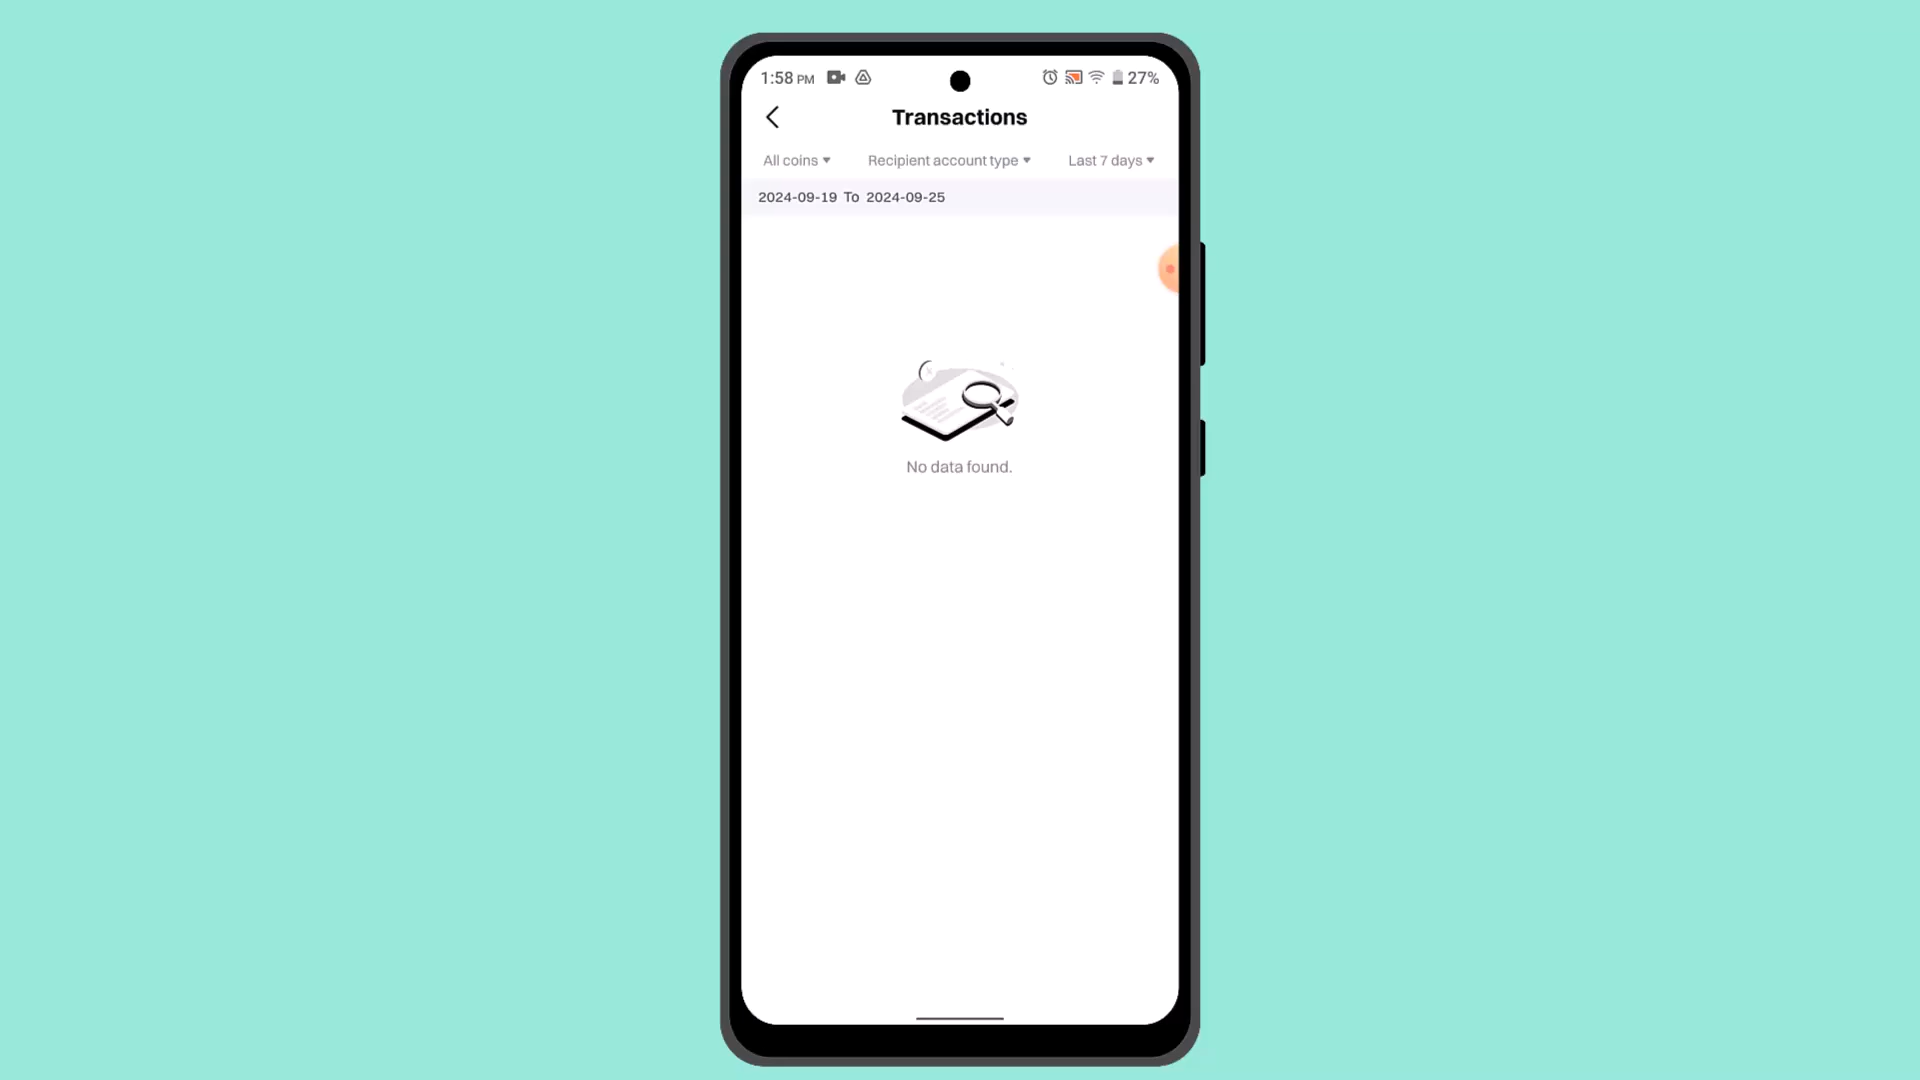 1:58 PM 27%
Transactions
All coins Recipient account type Last 7 days
2024-09-19 To 2024-09-25
No data found.